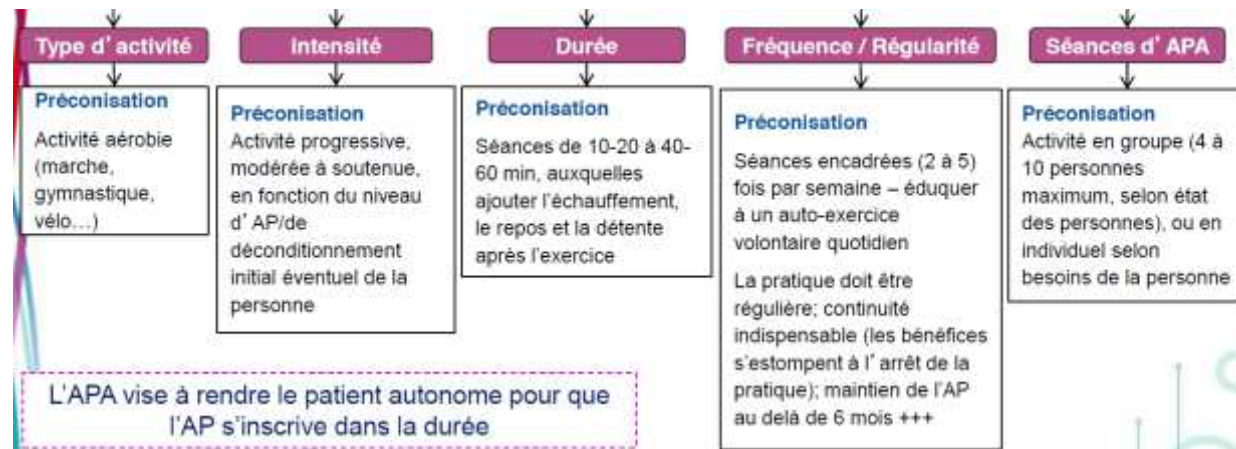 Type d'activité
Préconisation
Activité aérobie
(marche,
gymnastique,
vélo…)
Intensité
Préconisation
Activité progressive,
modérée à soutenue,
en fonction du niveau
d'AP/de
déconditionnement
initial éventuel de la
personne
Durée
Préconisation
Séances de 10-20 à 40-
60 min, auxquelles
ajouter l'échauffement,
le repos et la détente
après l'exercice
Fréquence / Régularité
Préconisation
Séances encadrées (2 à 5)
fois par semaine – éduquer
à un auto-exercice
volontaire quotidien
La pratique doit être
régulière; continuité
indispensable (les bénéfices
s'estompent à l'arrêt de la
pratique); maintien de l'AP
au delà de 6 mois +++
Séances d'APA
Préconisation
Activité en groupe (4 à
10 personnes
maximum, selon état
des personnes), ou en
individuel selon
besoins de la personne
L'APA vise à rendre le patient autonome pour que
l'AP s'inscrive dans la durée